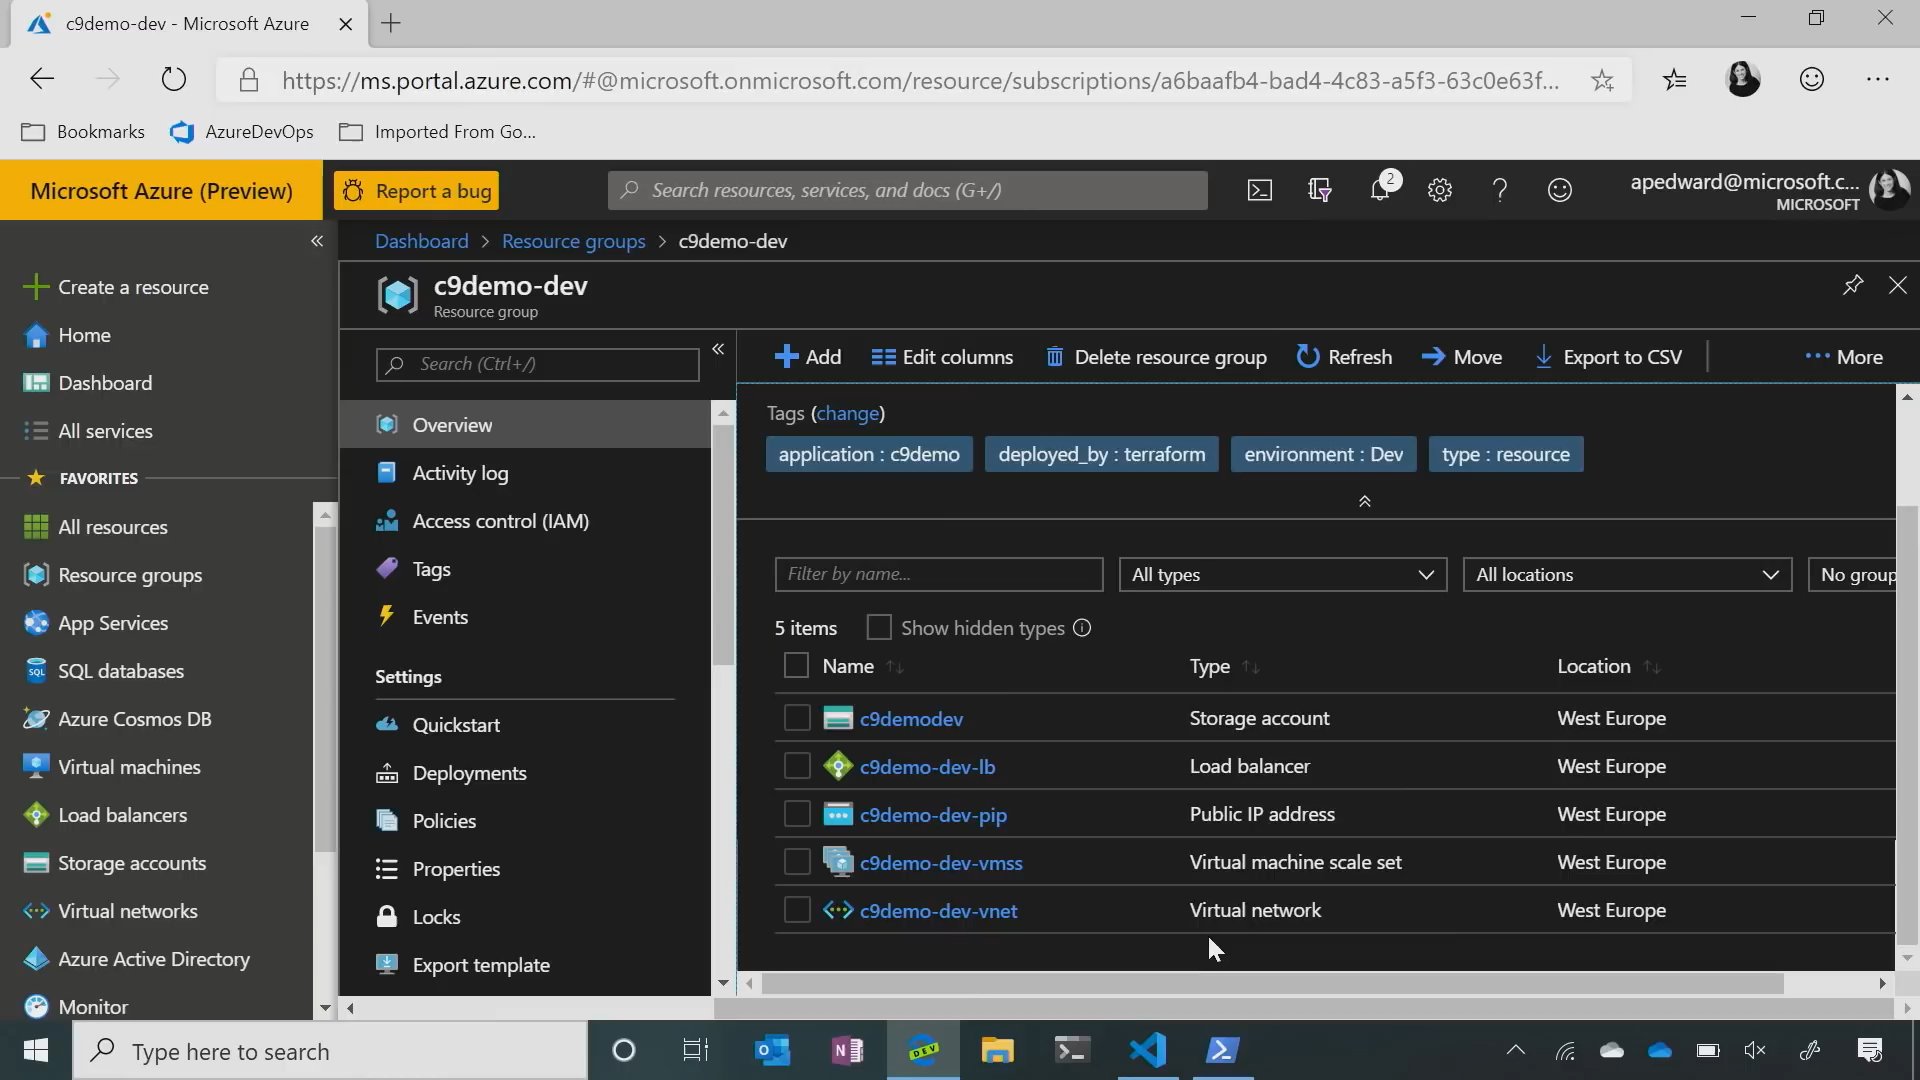 c9demo-dev - Microsoft Azure
https://ms.portal.azure.com/#@microsoft.onmicrosoft.com/resource/subscriptions/a6baafb4-bad4-4c83-a5f3-63c0e63f...
Bookmarks
AzureDevOps
Imported From Go...
Microsoft Azure (Preview)
Report a bug
Search resources, services, and docs (G+/)
2
apedward@microsoft.c...
MICROSOFT
Dashboard > Resource groups > c9demo-dev
c9demo-dev
Resource group
Create a resource
Home
Dashboard
All services
FAVORITES
All resources
Resource groups
App Services
SQL databases
Azure Cosmos DB
Virtual machines
Load balancers
Storage accounts
Virtual networks
Azure Active Directory
Monitor
Search (Ctrl+/)
Overview
Activity log
Access control (IAM)
Tags
Events
Settings
Quickstart
Deployments
Policies
Properties
Locks
Export template
Add
Edit columns
Delete resource group
Refresh
Move
Export to CSV
More
Tags (change)
application : c9demo
deployed_by : terraform
environment : Dev
type : resource
Filter by name...
All types
All locations
No group
5 items
Show hidden types
Name Type Location
c9demodev Storage account West Europe
c9demo-dev-lb Load balancer West Europe
c9demo-dev-pip Public IP address West Europe
c9demo-dev-vmss Virtual machine scale set West Europe
c9demo-dev-vnet Virtual network West Europe
Type here to search
DEV